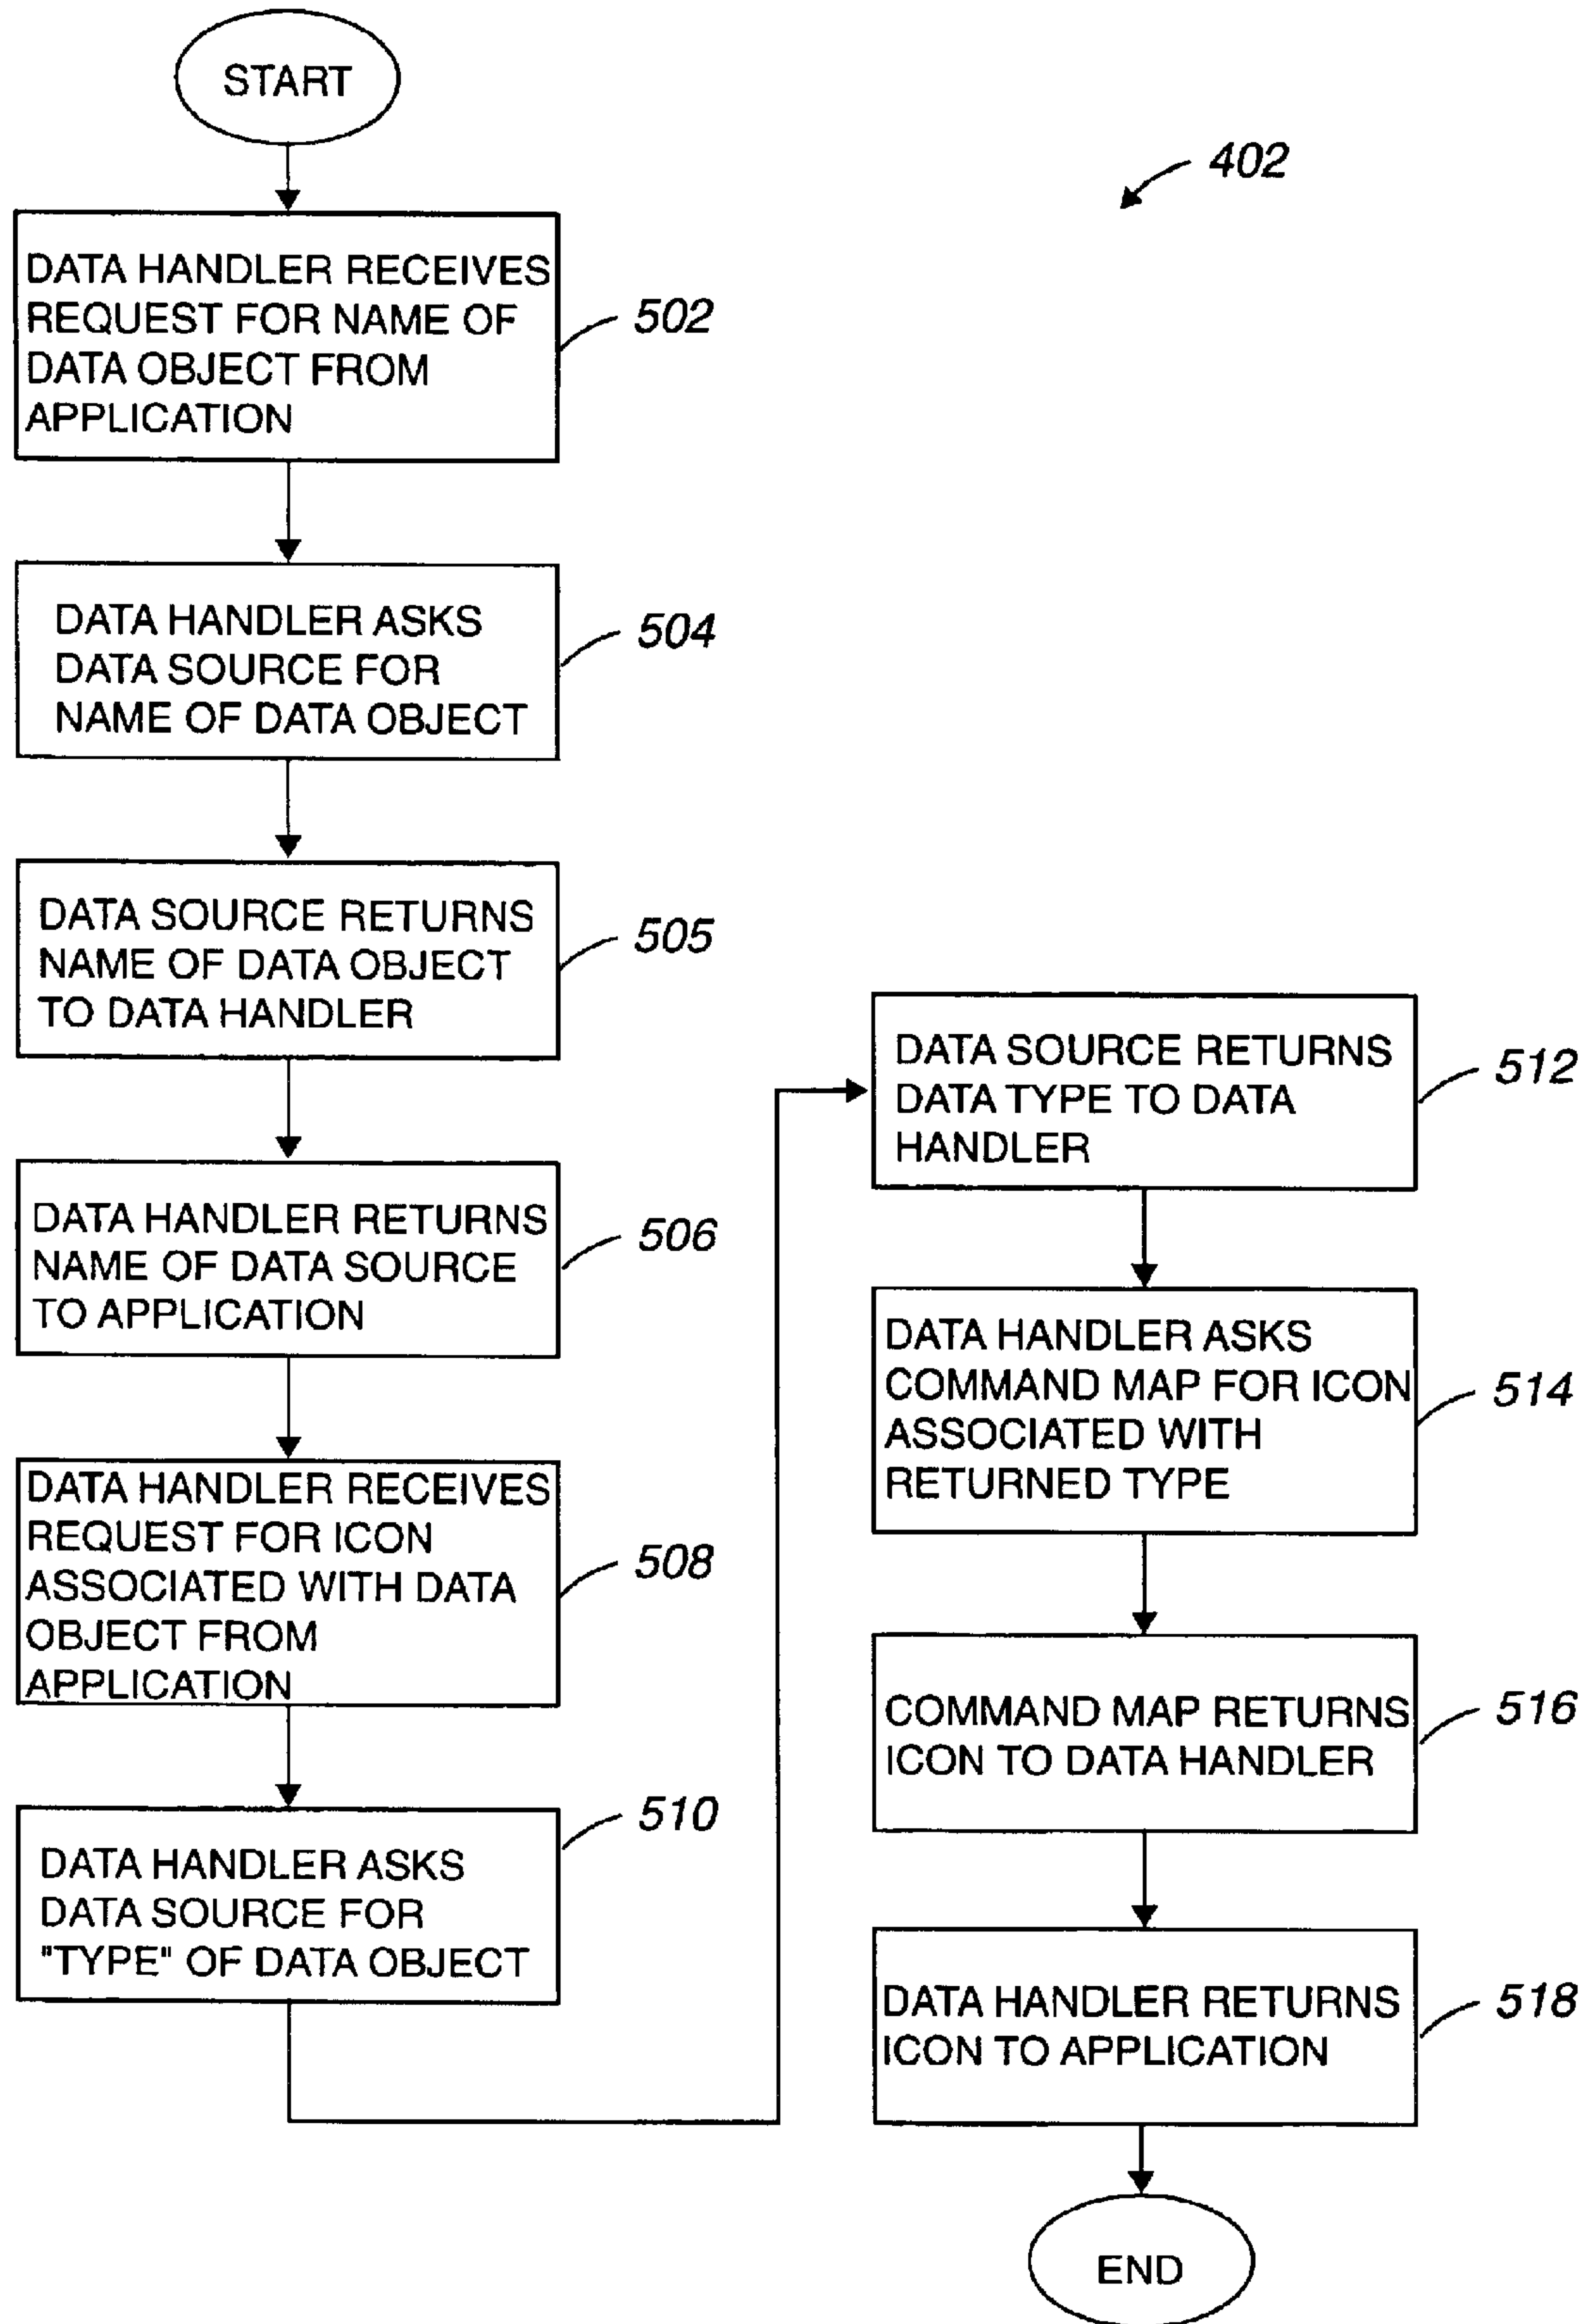 START
402
DATA HANDLER RECEIVES
REQUEST FOR NAME OF
DATA OBJECT FROM
APPLICATION
502
DATA HANDLER ASKS
DATA SOURCE FOR
NAME OF DATA OBJECT
504
DATA SOURCE RETURNS
NAME OF DATA OBJECT
TO DATA HANDLER
505
DATA HANDLER RETURNS
NAME OF DATA SOURCE
TO APPLICATION
506
DATA HANDLER RECEIVES
REQUEST FOR ICON
ASSOCIATED WITH DATA
OBJECT FROM
APPLICATION
508
DATA HANDLER ASKS
DATA SOURCE FOR
"TYPE" OF DATA OBJECT
510
DATA SOURCE RETURNS
DATA TYPE TO DATA
HANDLER
512
DATA HANDLER ASKS
COMMAND MAP FOR ICON
ASSOCIATED WITH
RETURNED TYPE
514
COMMAND MAP RETURNS
ICON TO DATA HANDLER
516
DATA HANDLER RETURNS
ICON TO APPLICATION
518
END